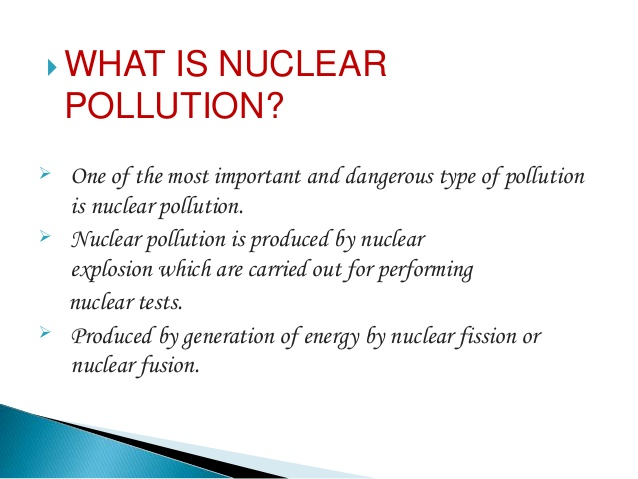 WHAT IS NUCLEAR
POLLUTION?
One of the most important and dangerous type of pollution
is nuclear pollution.
Nuclear pollution is produced by nuclear
explosion which are carried out for performing
nuclear tests.
Produced by generation of energy by nuclear fission or
nuclear fusion.